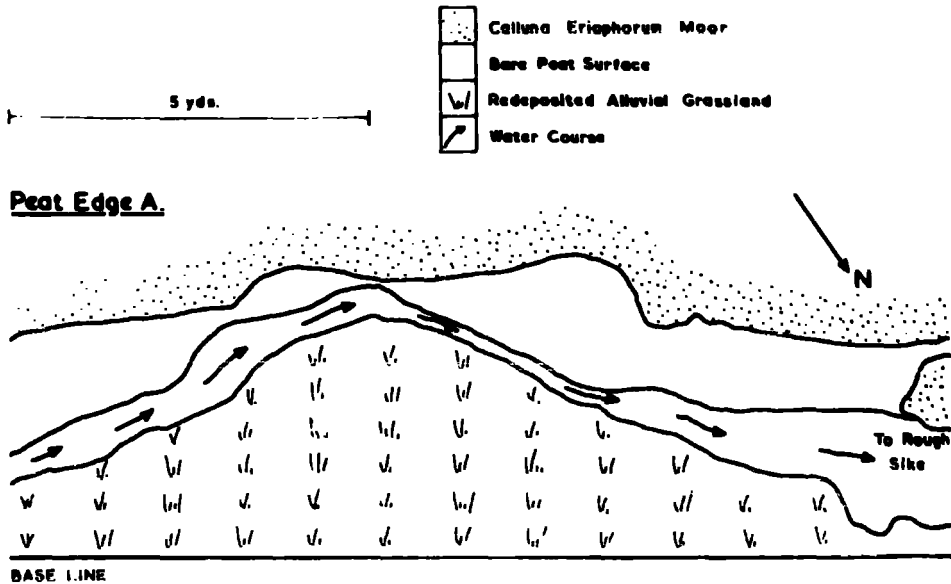 Calluna Eriophorum Moor
Bare Peat Surface
Redeposited Alluvial Grassland
Water Course
5 yds.
Peat Edge A.
N
To Rough
Sike
BASE LINE